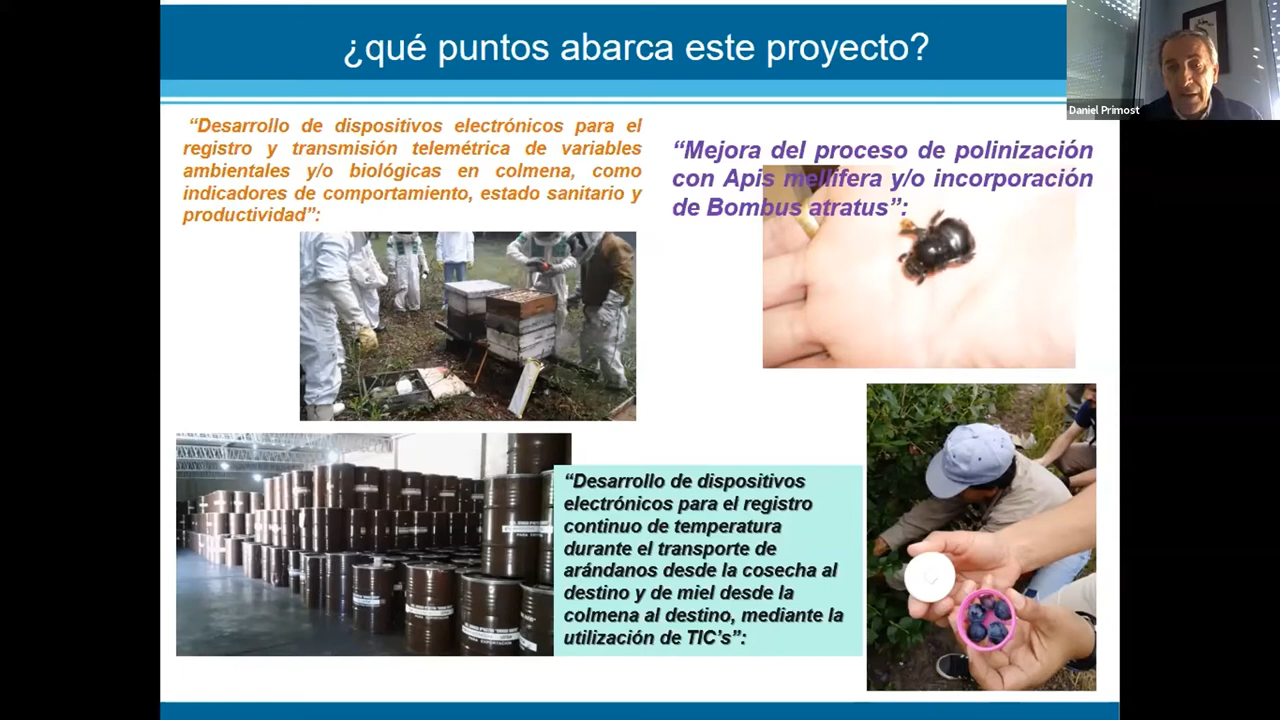 ¿qué puntos abarca este proyecto?
Daniel Primost
“Desarrollo de dispositivos electrónicos para el
registro y transmisión telemétrica de variables
ambientales y/o biológicas en colmena, como
indicadores de comportamiento, estado sanitario y
productividad”:
“Mejora del proceso de polinización
con Apis mellifera y/o incorporación
de Bombus atratus”:
“Desarrollo de dispositivos
electrónicos para el registro
continuo de temperatura
durante el transporte de
arándanos desde la cosecha al
destino y de miel desde la
colmena al destino, mediante la
utilización de TIC’s”: